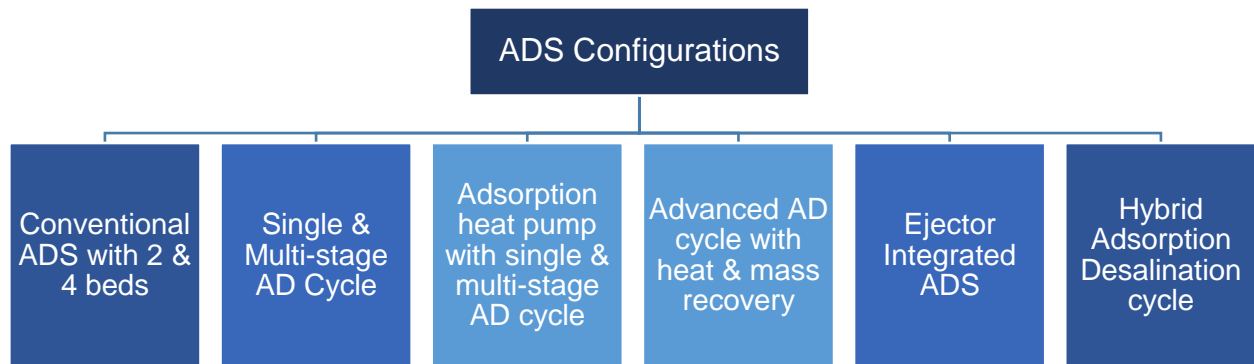 ADS Configurations
Conventional
ADS with 2 &
4 beds
Single &
Multi-stage
AD Cycle
Adsorption
heat pump
with single &
multi-stage
AD cycle
Advanced AD
cycle with
heat & mass
recovery
Ejector
Integrated
ADS
Hybrid
Adsorption
Desalination
cycle